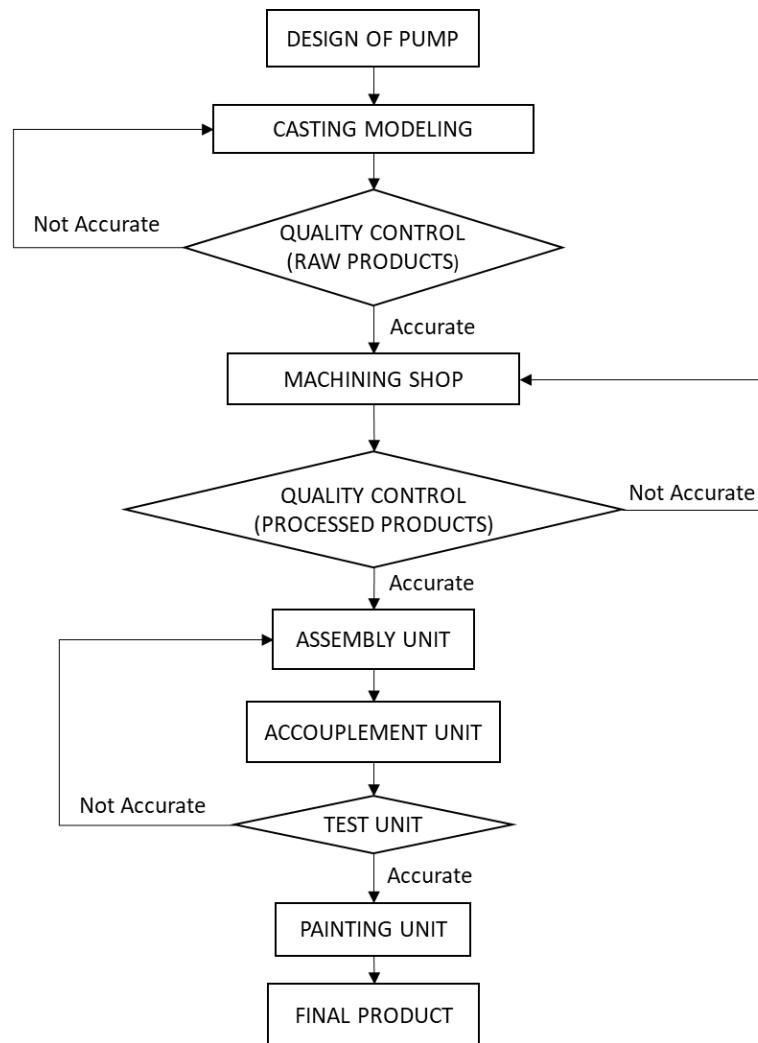 DESIGN OF PUMP
CASTING MODELING
Not Accurate
QUALITY CONTROL
(RAW PRODUCTS)
Accurate
MACHINING SHOP
QUALITY CONTROL
(PROCESSED PRODUCTS)
Not Accurate
Accurate
ASSEMBLY UNIT
ACCOUPLEMENT UNIT
Not Accurate
TEST UNIT
Accurate
PAINTING UNIT
FINAL PRODUCT